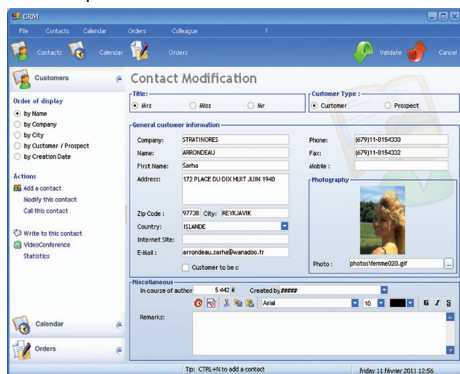 CRM
File Contacts Calendar Orders Colleague ?
Contacts Calendar Orders Validate Cancel
Customers
Order of display
by Name
by Company
by City
by Customer / Prospect
by Creation Date
Actions
Add a contact
Modify this contact
Call this contact
Write to this contact
VideoConference
Statistics
Calendar
Orders
Contact Modification
Title:
Mrs Miss Mr
Customer Type :
Customer Prospect
General customer information
Company: STRATINORES
Name: ARRONDEAU
First Name: Sarha
Address: 172 PLACE DU DIX HUIT JUIN 1940
Zip Code : 97738 City: REYKJAVIK
Country: ISLANDE
Internet Site:
E-Mail : arrondeau.sarha@wanadoo.fr
Customer to be c
Phone: (679)11-8154330
Fax: (679)11-8154332
Mobile :
Photography
Photo : photos\femme020.gif ...
Miscellaneous
In course of author 5 442 € Created by #####
Arial 10 G I S
Remarks:
Tip: CTRL+N to add a contact
friday 11 février 2011 12:56